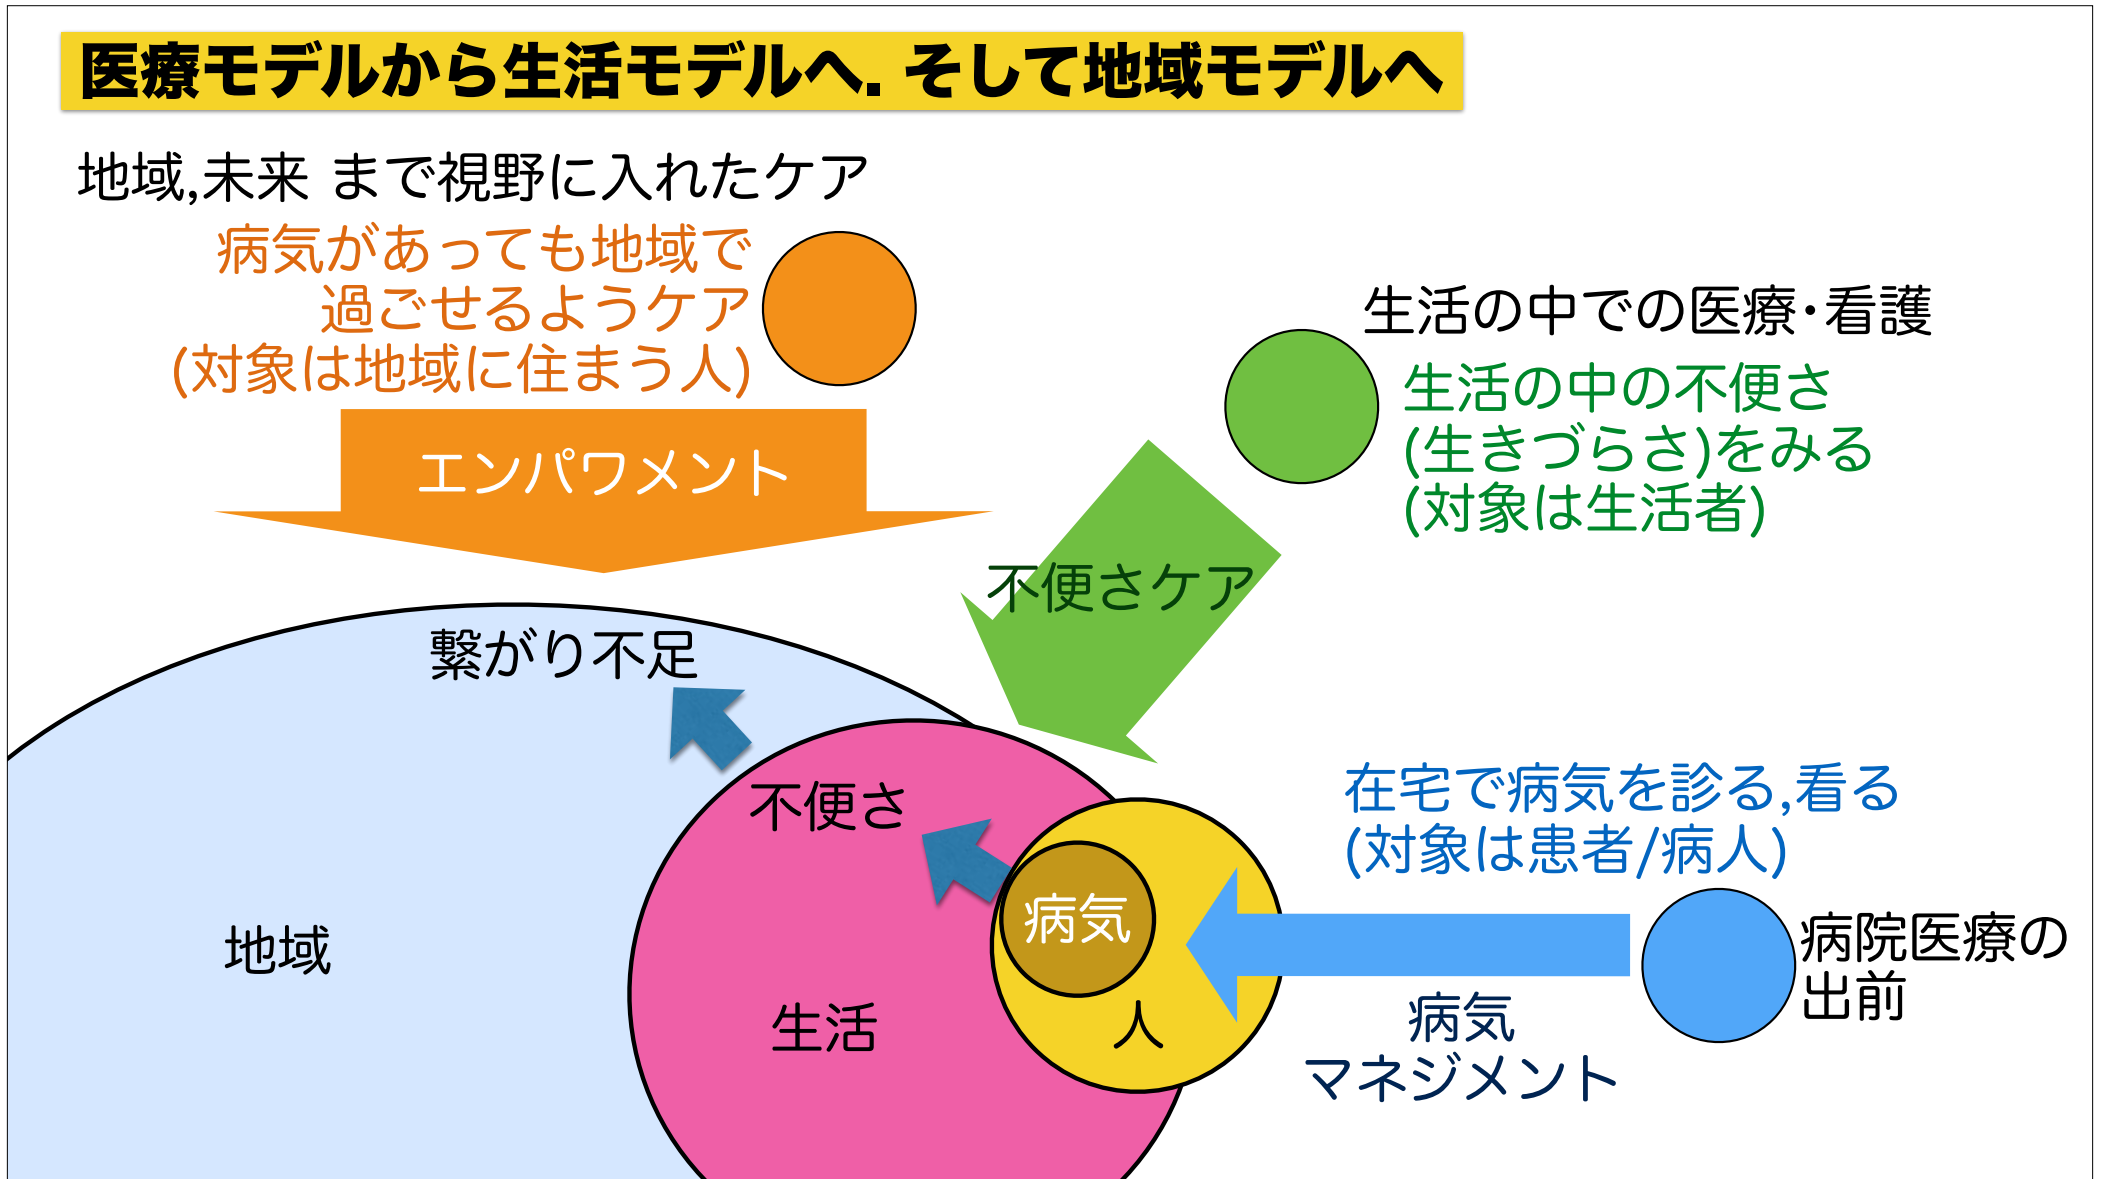 医療モデルから生活モデルへ. そして地域モデルへ
地域,未来 まで視野に入れたケア
病気があっても地域で
過ごせるようケア
(対象は地域に住まう人)
エンパワメント
生活の中での医療・看護
生活の中の不便さ
(生きづらさ)をみる
(対象は生活者)
不便さケア
繋がり不足
不便さ
病気
人
生活
地域
在宅で病気を診る,看る
(対象は患者/病人)
病院医療の
出前
病気
マネジメント